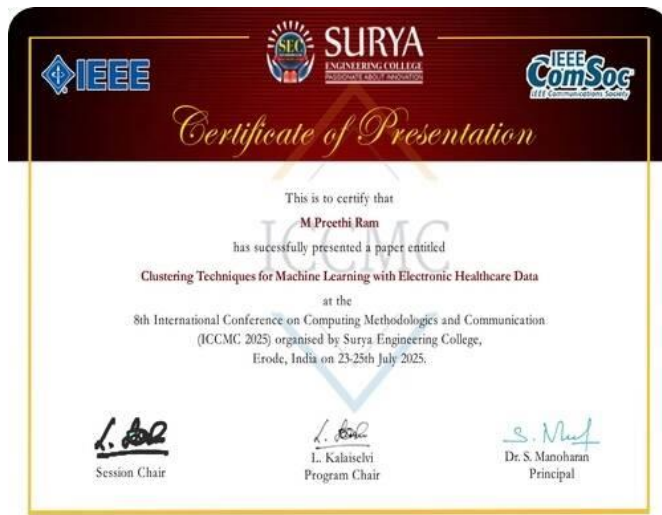 IEEE
SEC
SURYA
ENGINEERING COLLEGE
PASSIONATE ABOUT INNOVATION
IEEE
ComSoc
IEEE Communications Society
Certificate of Presentation
This is to certify that
M Preethi Ram
has sucessfully presented a paper entitled
ICCMC
Clustering Techniques for Machine Learning with Electronic Healthcare Data
at the
8th International Conference on Computing Methodologies and Communication
(ICCMC 2025) organised by Surya Engineering College,
Erode, India on 23-25th July 2025.
Session Chair
L. Kalaiselvi
Program Chair
Dr. S. Manoharan
Principal